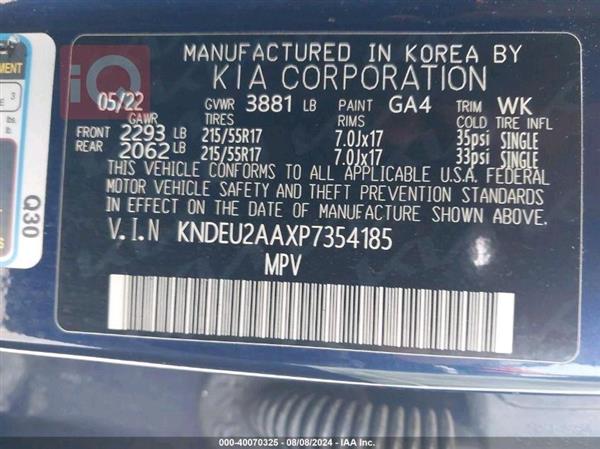 MANUFACTURED IN KOREA BY
KIA CORPORATION
05/22 GVWR 3881 LB PAINT GA4 TRIM WK
GAWR TIRES RIMS COLD TIRE INFL
FRONT 2293 LB 215/55R17 7.0Jx17 35psi SINGLE
REAR 2062 LB 215/55R17 7.0Jx17 33psi SINGLE
THIS VEHICLE CONFORMS TO ALL APPLICABLE U.S.A. FEDERAL
MOTOR VEHICLE SAFETY AND THEFT PREVENTION STANDARDS
IN EFFECT ON THE DATE OF MANUFACTURE SHOWN ABOVE.
V.I.N KNDEU2AAXP7354185
MPV
Q30
iQ
000-40070325 - 08/08/2024 - IAA Inc.